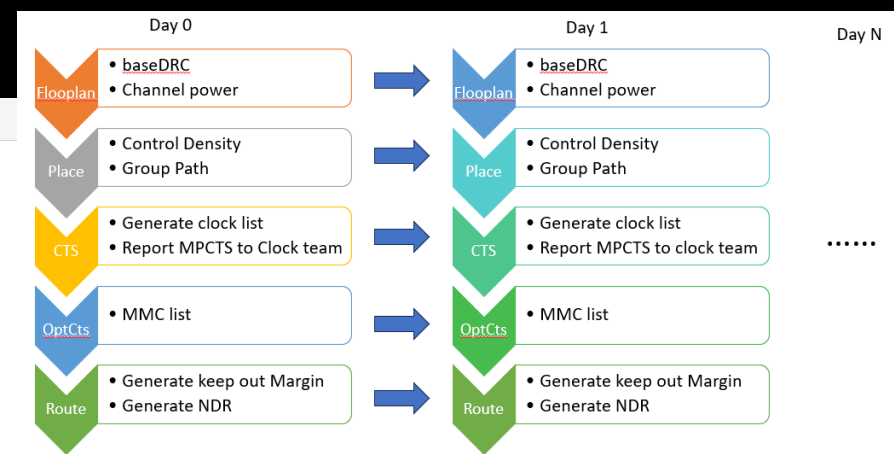 Day 0
Day 1
Day N
Flooplan
• baseDRC
• Channel power
Flooplan
• baseDRC
• Channel power
Place
• Control Density
• Group Path
Place
• Control Density
• Group Path
CTS
• Generate clock list
• Report MPCTS to Clock team
CTS
• Generate clock list
• Report MPCTS to clock team
......
OptCts
• MMC list
OptCts
• MMC list
Route
• Generate keep out Margin
• Generate NDR
Route
• Generate keep out Margin
• Generate NDR